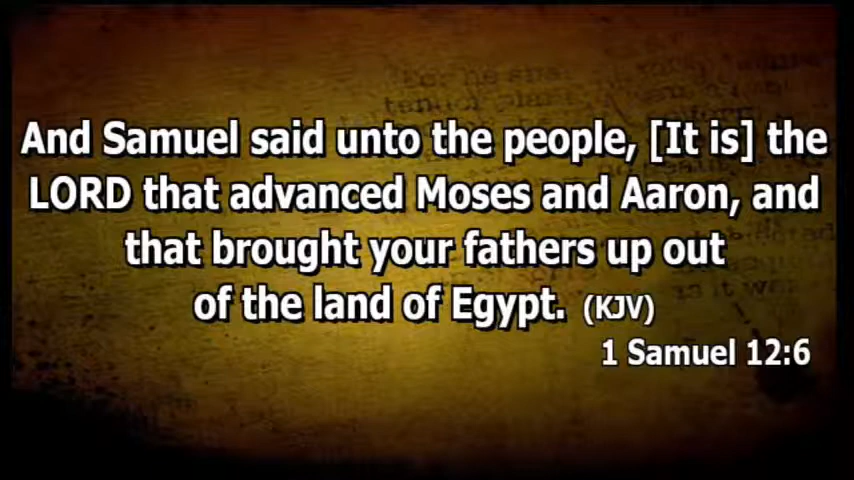 And Samuel said unto the people, [It is] the
LORD that advanced Moses and Aaron, and
that brought your fathers up out
of the land of Egypt. (KJV)
1 Samuel 12:6